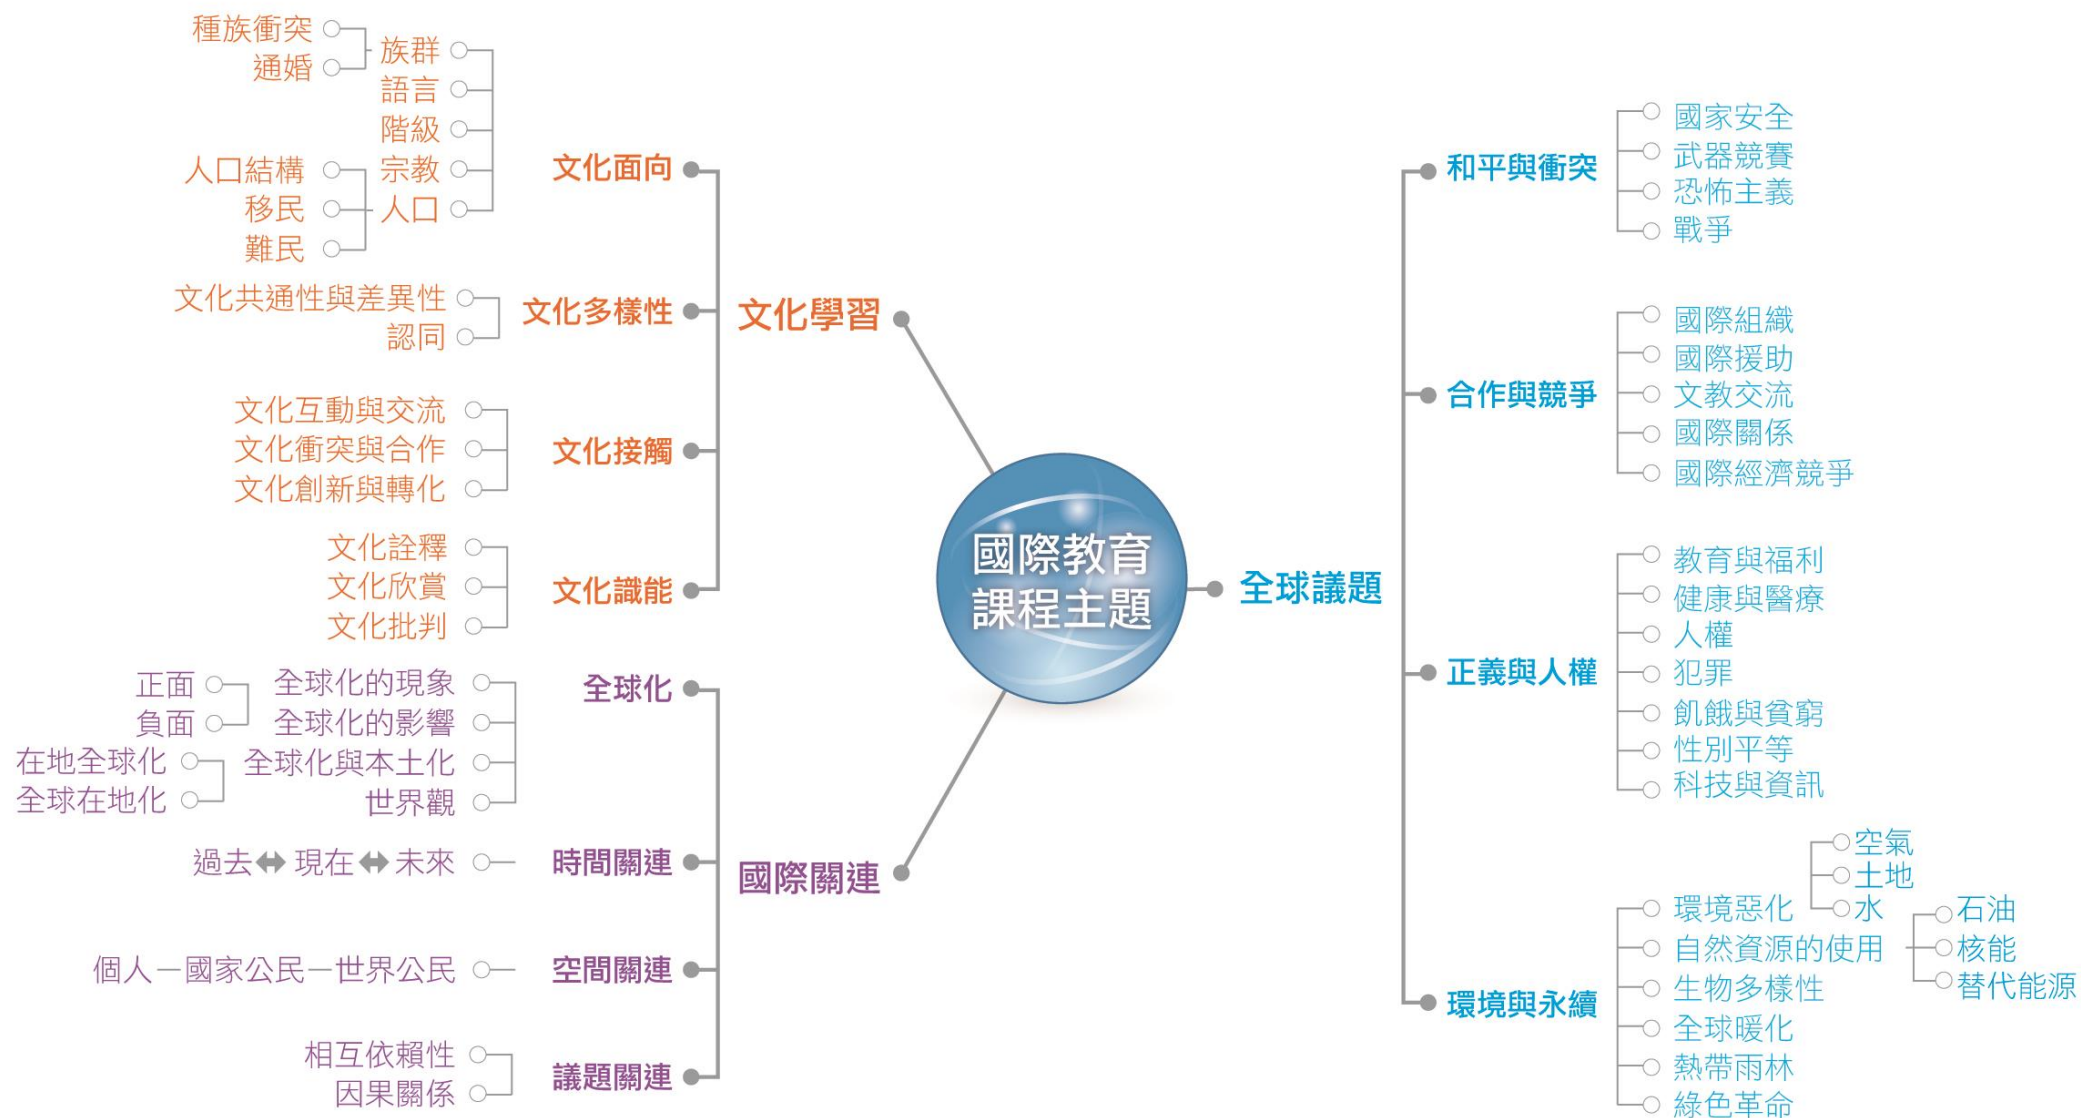 國際教育
課程主題
文化學習
文化面向
族群
種族衝突
通婚
語言
階級
宗教
人口
人口結構
移民
難民
文化多樣性
文化共通性與差異性
認同
文化接觸
文化互動與交流
文化衝突與合作
文化創新與轉化
文化識能
文化詮釋
文化欣賞
文化批判
國際關連
全球化
全球化的現象
全球化的影響
正面
負面
全球化與本土化
在地全球化
全球在地化
世界觀
時間關連
過去⬌現在⬌未來
空間關連
個人—國家公民—世界公民
議題關連
相互依賴性
因果關係
全球議題
和平與衝突
國家安全
武器競賽
恐怖主義
戰爭
合作與競爭
國際組織
國際援助
文教交流
國際關係
國際經濟競爭
正義與人權
教育與福利
健康與醫療
人權
犯罪
飢餓與貧窮
性別平等
科技與資訊
環境與永續
環境惡化
空氣
土地
水
自然資源的使用
石油
核能
替代能源
生物多樣性
全球暖化
熱帶雨林
綠色革命